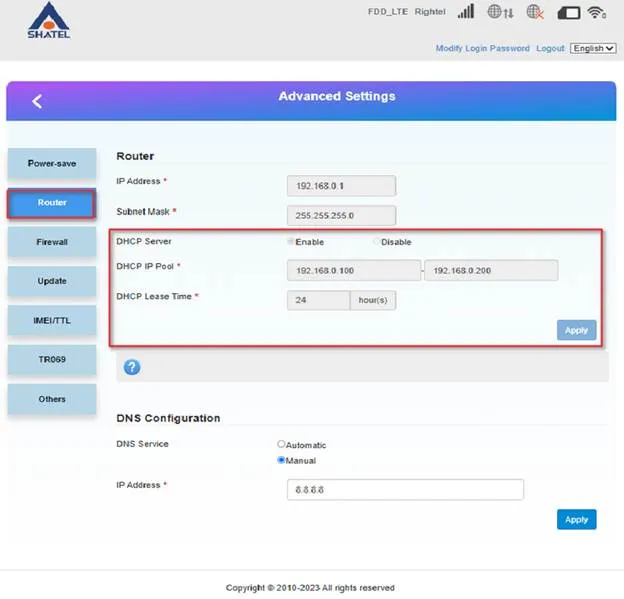 SHATEL
FDD_LTE Rightel
Modify Login Password Logout English
Advanced Settings
Power-save
Router
Firewall
Update
IMEI/TTL
TR069
Others
Router
IP Address *
192.168.0.1
Subnet Mask *
255.255.255.0
DHCP Server
Enable Disable
DHCP IP Pool *
192.168.0.100 - 192.168.0.200
DHCP Lease Time *
24 hour(s)
Apply
?
DNS Configuration
DNS Service
Automatic
Manual
IP Address *
8.8.8.8
Apply
Copyright © 2010-2023 All rights reserved